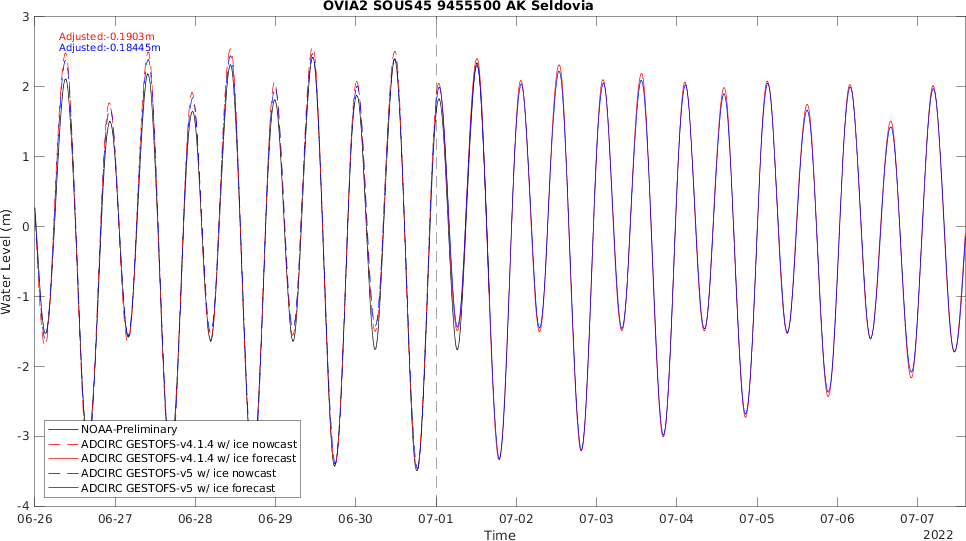 OVIA2 SOUS45 9455500 AK Seldovia
Adjusted:-0.1903m
Adjusted:-0.18445m
3
2
1
0
-1
-2
-3
-4
Water Level (m)
NOAA-Preliminary
ADCIRC GESTOFS-v4.1.4 w/ ice nowcast
ADCIRC GESTOFS-v4.1.4 w/ ice forecast
ADCIRC GESTOFS-v5 w/ ice nowcast
ADCIRC GESTOFS-v5 w/ ice forecast
06-26 06-27 06-28 06-29 06-30 07-01 07-02 07-03 07-04 07-05 07-06 07-07
Time
2022